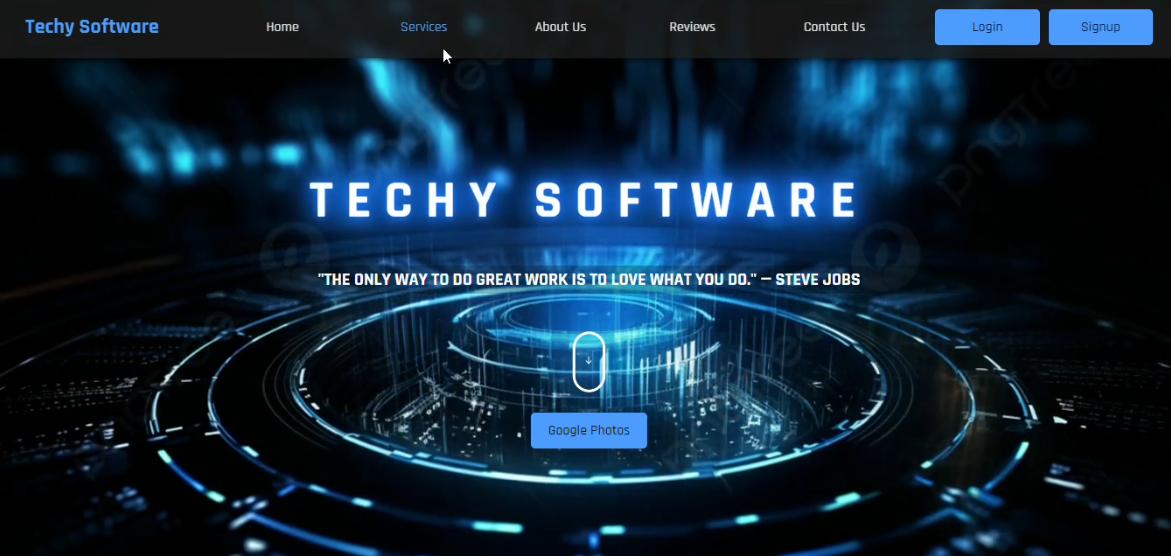 Techy Software
Home
Services
About Us
Reviews
Contact Us
Login
Signup
TECHY SOFTWARE
"THE ONLY WAY TO DO GREAT WORK IS TO LOVE WHAT YOU DO." — STEVE JOBS
↓
Google Photos
pngtree